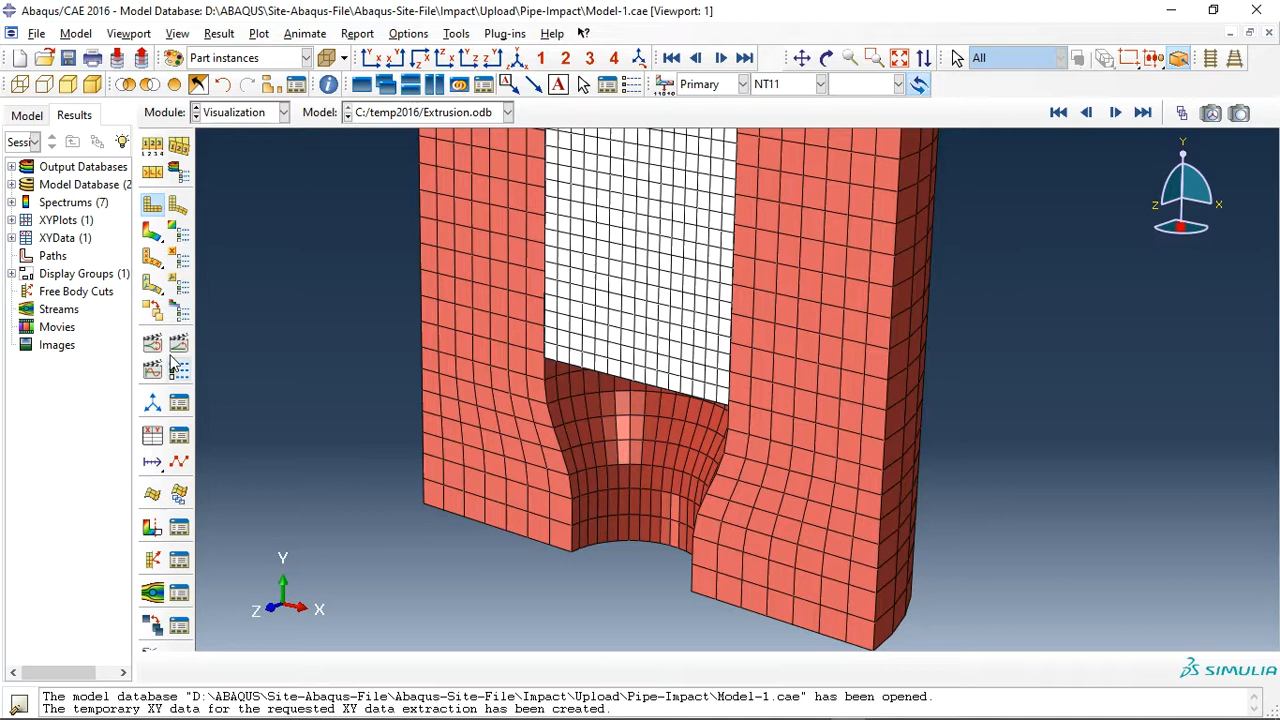 Abaqus/CAE 2016 - Model Database: D:\ABAQUS\Site-Abaqus-File\Abaqus-Site-File\Impact\Upload\Pipe-Impact\Model-1.cae [Viewport: 1]
File Model Viewport View Result Plot Animate Report Options Tools Plug-ins Help
Part instances 1 2 3 4 All
A Primary NT11
Model Results Module: Visualization Model: C:/temp2016/Extrusion.odb
Sessi
Output Databases
Model Database (2
Spectrums (7)
XYPlots (1)
XYData (1)
Paths
Display Groups (1)
Free Body Cuts
Streams
Movies
Images
Y
Z X
Y
Z X
SIMULIA
The model database "D:\ABAQUS\Site-Abaqus-File\Abaqus-Site-File\Impact\Upload\Pipe-Impact\Model-1.cae" has been opened.
The temporary XY data for the requested XY data extraction has been created.